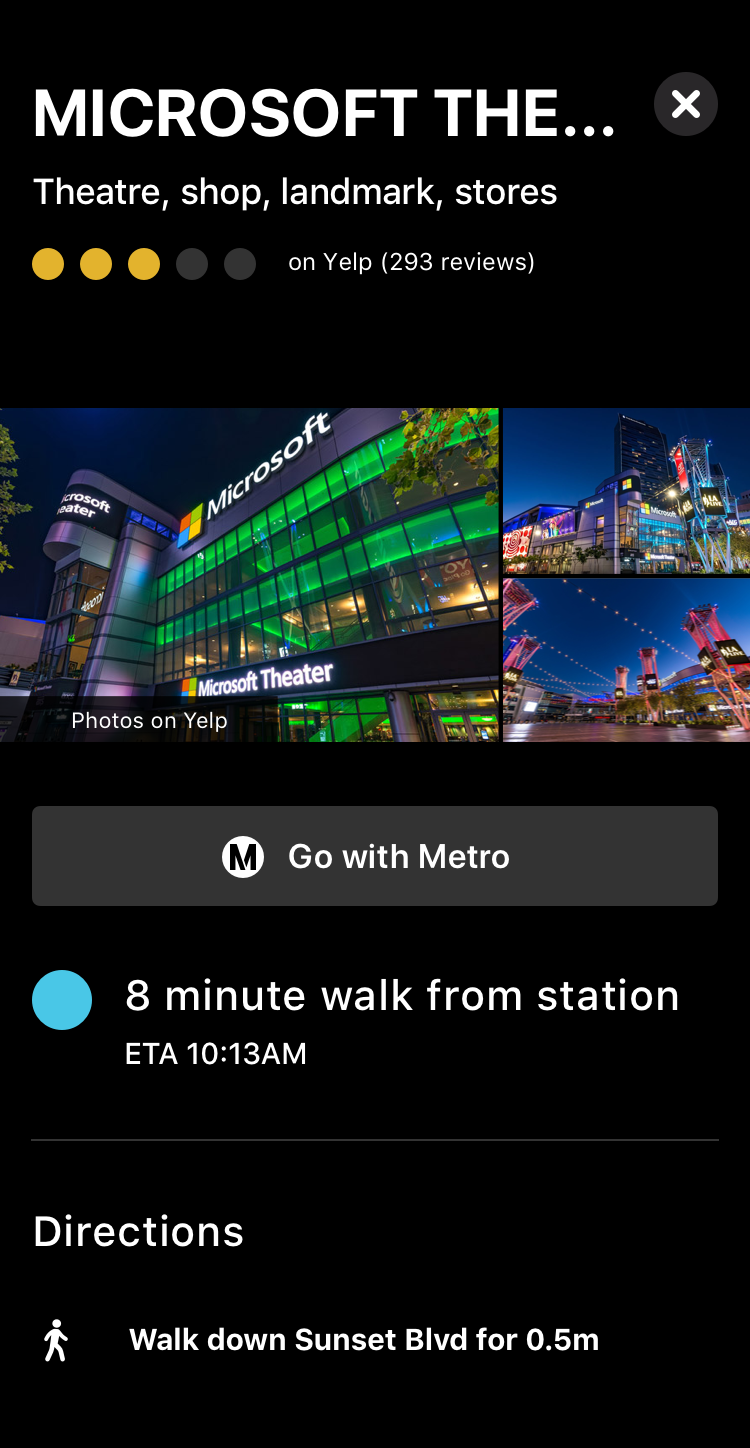 MICROSOFT THE...
Theatre, shop, landmark, stores
on Yelp (293 reviews)
Microsoft
Microsoft
Microsoft Theater
Photos on Yelp
M Go with Metro
8 minute walk from station
ETA 10:13AM
Directions
Walk down Sunset Blvd for 0.5m